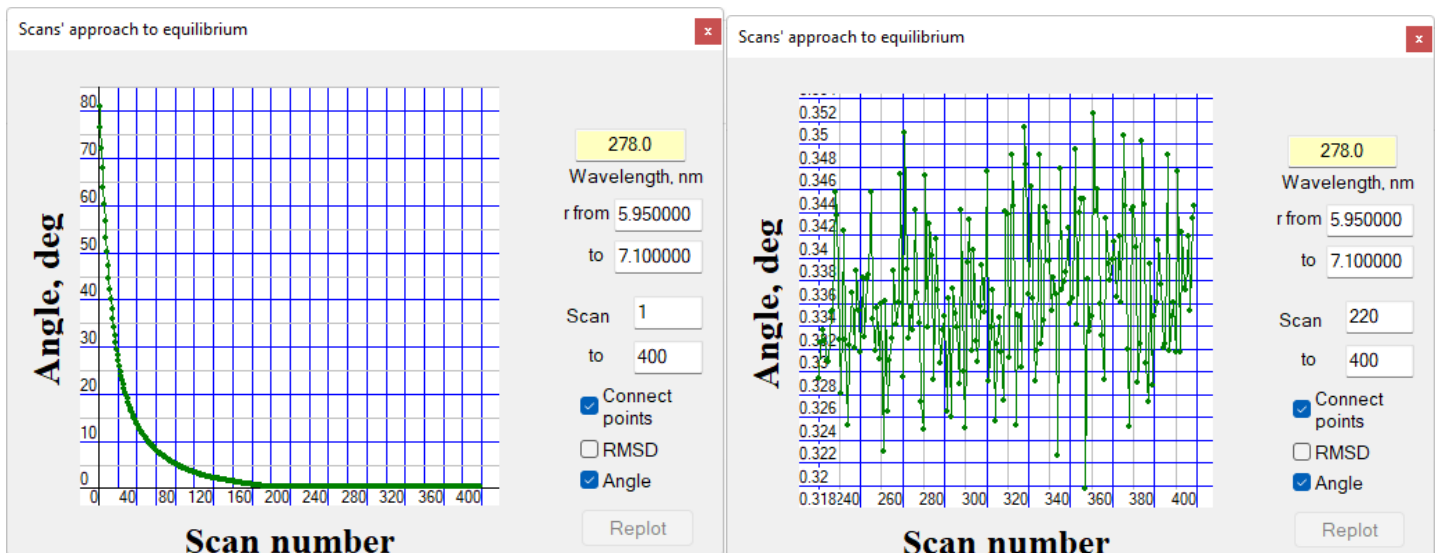 Scans' approach to equilibrium
x
80
70
60
50
40
30
20
10
0
0 40 80 120 160 200 240 280 320 360 400
Angle, deg
Scan number
278.0
Wavelength, nm
r from 5.950000
to 7.100000
Scan 1
to 400
Connect
points
RMSD
Angle
Replot
Scans' approach to equilibrium
x
0.354
0.352
0.35
0.348
0.346
0.344
0.342
0.34
0.338
0.336
0.334
0.332
0.33
0.328
0.326
0.324
0.322
0.32
0.318 240 260 280 300 320 340 360 380 400
Angle, deg
Scan number
278.0
Wavelength, nm
r from 5.950000
to 7.100000
Scan 220
to 400
Connect
points
RMSD
Angle
Replot